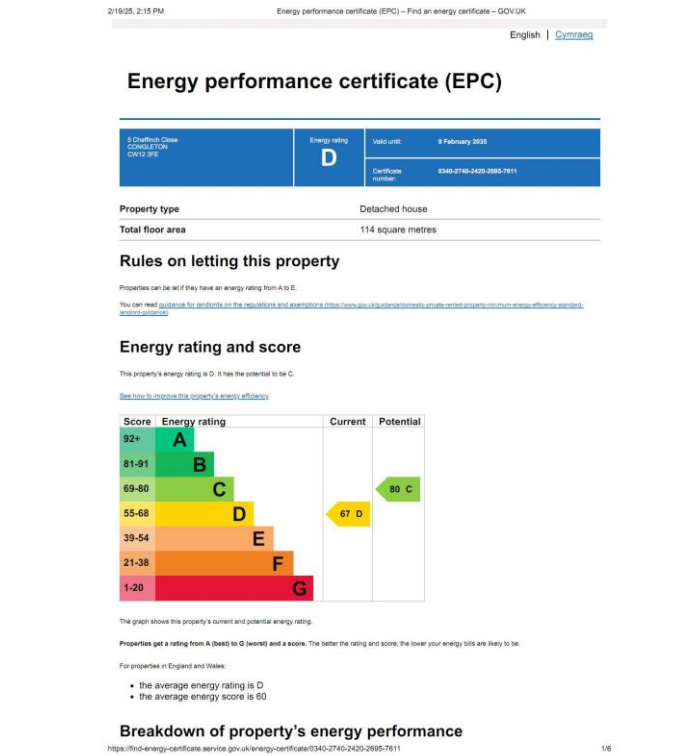 2/19/25, 2:15 PM Energy performance certificate (EPC) – Find an energy certificate – GOV.UK
English | Cymraeg
Energy performance certificate (EPC)
5 Chaffinch Close
CONGLETON
CW12 3FE
Energy rating
D
Valid until: 9 February 2035
Certificate number: 0340-2740-2420-2695-7611
Property type Detached house
Total floor area 114 square metres
Rules on letting this property
Properties can be let if they have an energy rating from A to E.
You can read guidance for landlords on the regulations and exemptions (https://www.gov.uk/guidance/domestic-private-rented-property-minimum-energy-efficiency-standard-
landlord-guidance).
Energy rating and score
This property's energy rating is D. It has the potential to be C.
See how to improve this property's energy efficiency.
Score Energy rating Current Potential
92+ A
81-91 B
69-80 C 80 C
55-68 D 67 D
39-54 E
21-38 F
1-20 G
The graph shows this property's current and potential energy rating.
Properties get a rating from A (best) to G (worst) and a score. The better the rating and score, the lower your energy bills are likely to be.
For properties in England and Wales:
• the average energy rating is D
• the average energy score is 60
Breakdown of property's energy performance
https://find-energy-certificate.service.gov.uk/energy-certificate/0340-2740-2420-2695-7611 1/6